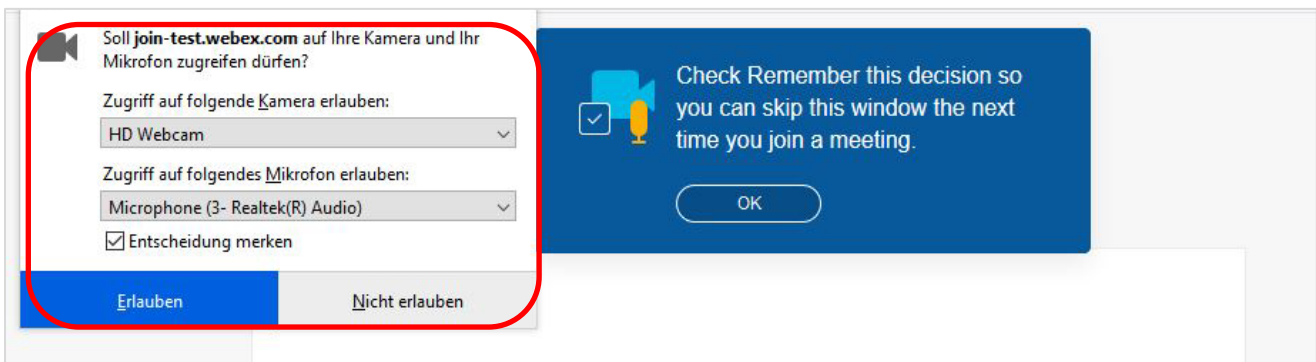 Soll join-test.webex.com auf Ihre Kamera und Ihr
Mikrofon zugreifen dürfen?
Zugriff auf folgende Kamera erlauben:
HD Webcam
Zugriff auf folgendes Mikrofon erlauben:
Microphone (3- Realtek(R) Audio)
Entscheidung merken
Erlauben
Nicht erlauben
Check Remember this decision so
you can skip this window the next
time you join a meeting.
OK